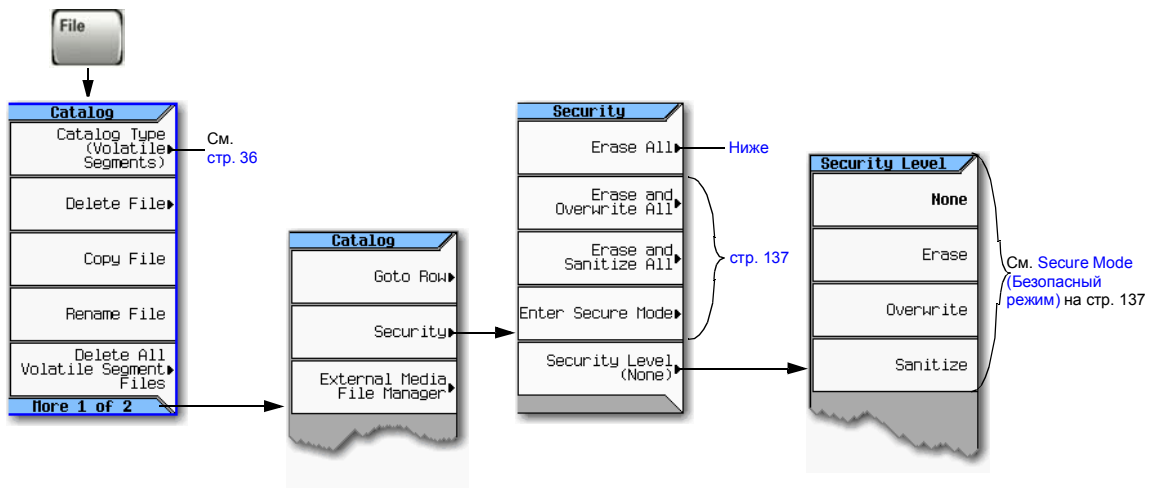 File
Catalog
Catalog Type
(Volatile
Segments)
См.
стр. 36
Delete File
Copy File
Rename File
Delete All
Volatile Segment
Files
More 1 of 2
Catalog
Goto Row
Security
External Media
File Manager
Security
Erase All
Ниже
Erase and
Overwrite All
Erase and
Sanitize All
Enter Secure Mode
стр. 137
Security Level
(None)
Security Level
None
Erase
Overwrite
Sanitize
См. Secure Mode
(Безопасный
режим) на стр. 137